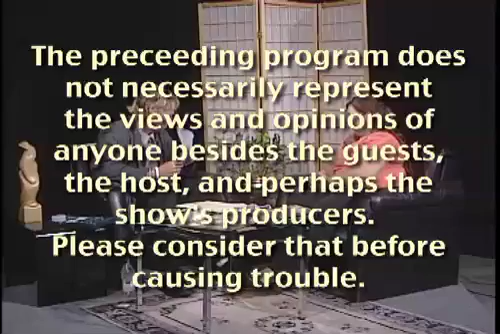 The preceeding program does
not necessarily represent
the views and opinions of
anyone besides the guests,
the host, and perhaps the
show's producers.
Please consider that before
causing trouble.